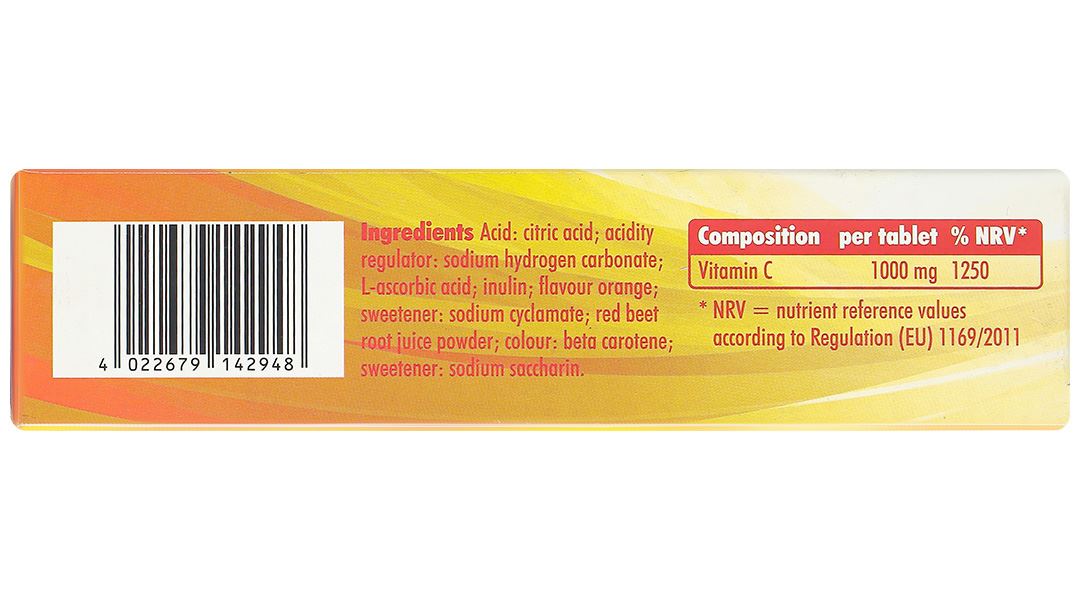 4 022679 142948
Ingredients Acid: citric acid; acidity
regulator: sodium hydrogen carbonate;
L-ascorbic acid; inulin; flavour orange;
sweetener: sodium cyclamate; red beet
root juice powder; colour: beta carotene;
sweetener: sodium saccharin.
Composition per tablet % NRV*
Vitamin C 1000 mg 1250
* NRV = nutrient reference values
according to Regulation (EU) 1169/2011